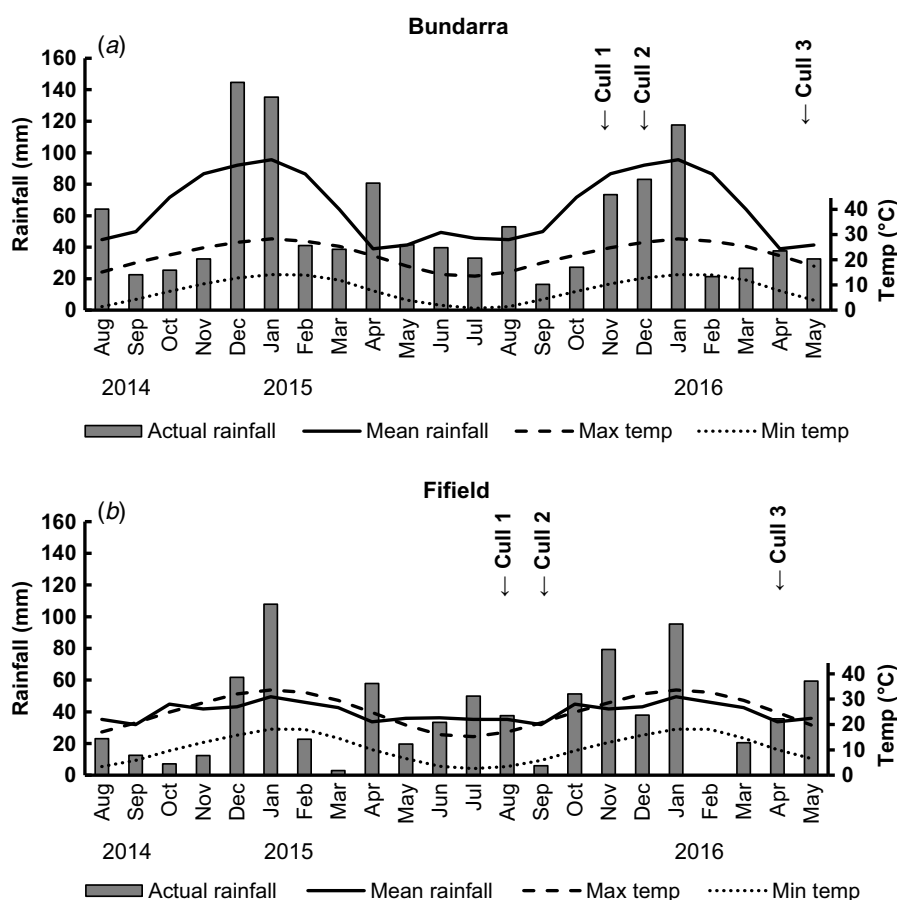 Bundarra
(a)
160
140
120
100
80
60
40
20
0
Rainfall (mm)
Cull 1
Cull 2
Cull 3
↓ ↓ ↓
40
30
20
10
0
Temp (°C)
Aug Sep Oct Nov Dec Jan Feb Mar Apr May Jun Jul Aug Sep Oct Nov Dec Jan Feb Mar Apr May
2014 2015 2016
Actual rainfall Mean rainfall Max temp Min temp
Fifield
(b)
160
140
120
100
80
60
40
20
0
Rainfall (mm)
Cull 1
Cull 2
Cull 3
↓ ↓ ↓
40
30
20
10
0
Temp (°C)
Aug Sep Oct Nov Dec Jan Feb Mar Apr May Jun Jul Aug Sep Oct Nov Dec Jan Feb Mar Apr May
2014 2015 2016
Actual rainfall Mean rainfall Max temp Min temp